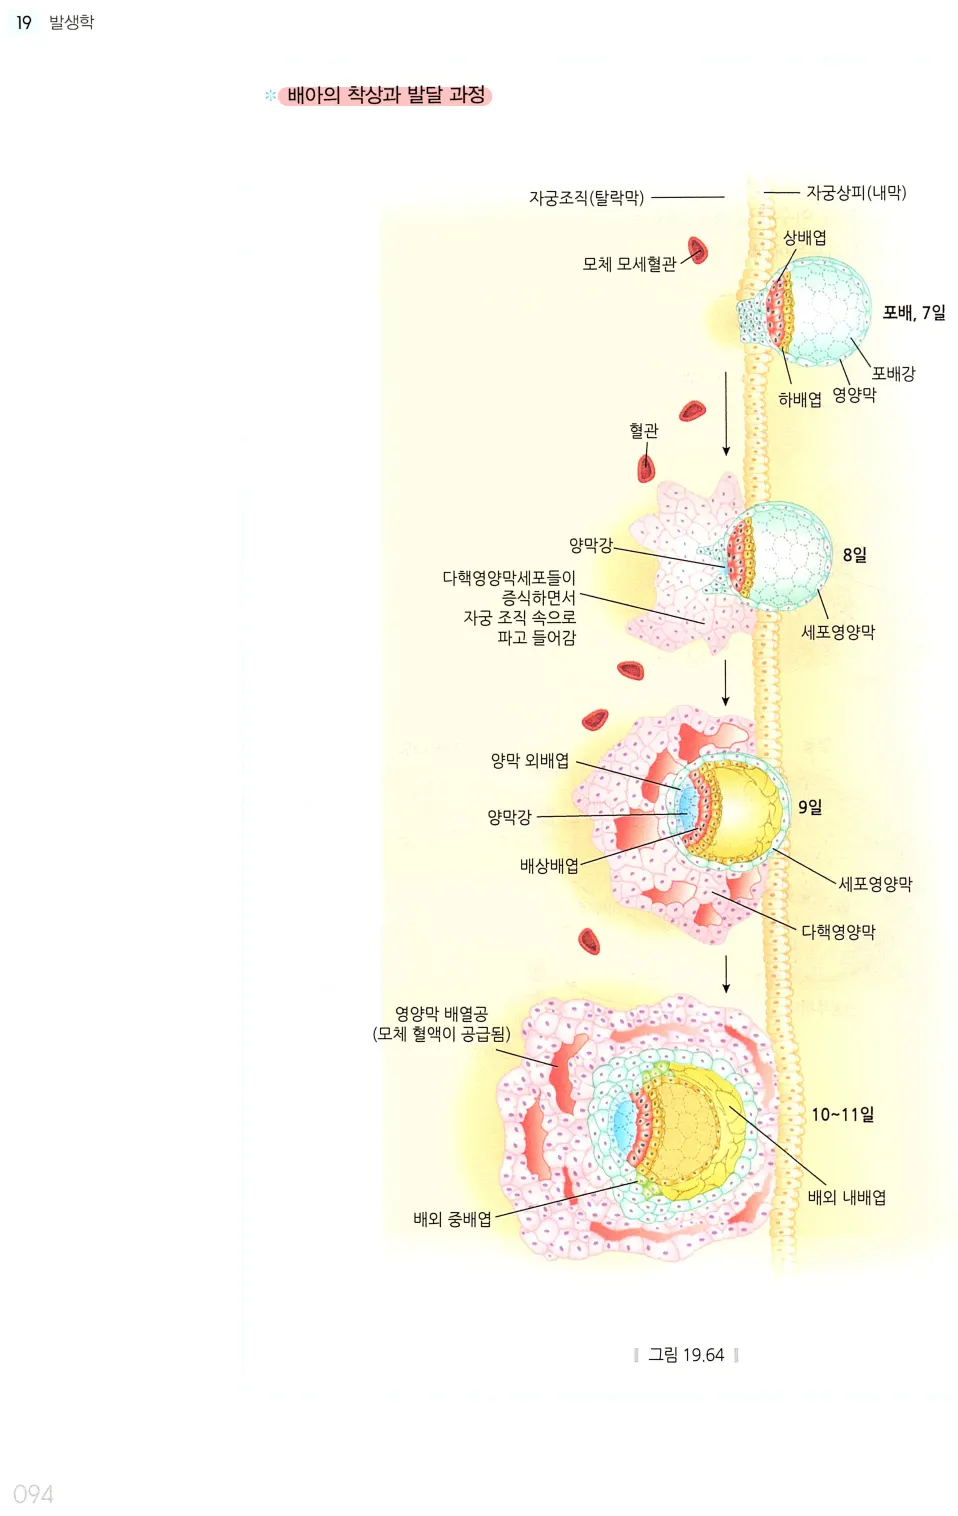 19 발생학
* 배아의 착상과 발달 과정
자궁조직(탈락막)
자궁상피(내막)
상배엽
모체 모세혈관
포배, 7일
포배강
하배엽
영양막
혈관
양막강
8일
다핵영양막세포들이
증식하면서
자궁 조직 속으로
파고 들어감
세포영양막
양막 외배엽
9일
양막강
배상배엽
세포영양막
다핵영양막
영양막 배열공
(모체 혈액이 공급됨)
10~11일
배외 내배엽
배외 중배엽
그림 19.64
094